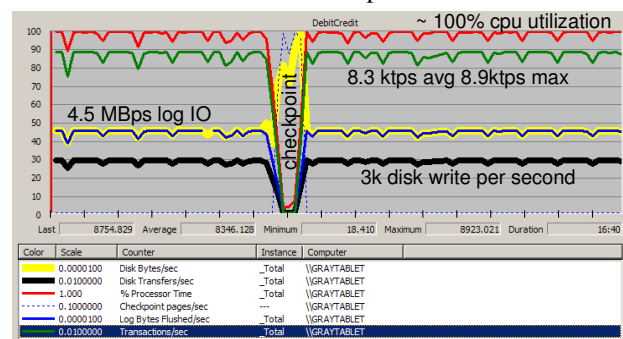 DebitCredit
~ 100% cpu utilization
100
90
80
70
60
50
40
30
20
10
0
8.3 ktps avg 8.9ktps max
4.5 MBps log IO
checkpoint
3k disk write per second
Last 8754.829 Average 8346.128 Minimum 18.410 Maximum 8923.021 Duration 16:40
Color Scale Counter Instance Computer
0.0000100 Disk Bytes/sec _Total \\GRAYTABLET
0.0100000 Disk Transfers/sec _Total \\GRAYTABLET
1.000 % Processor Time _Total \\GRAYTABLET
0.1000000 Checkpoint pages/sec --- \\GRAYTABLET
0.0000100 Log Bytes Flushed/sec _Total \\GRAYTABLET
0.0100000 Transactions/sec _Total \\GRAYTABLET